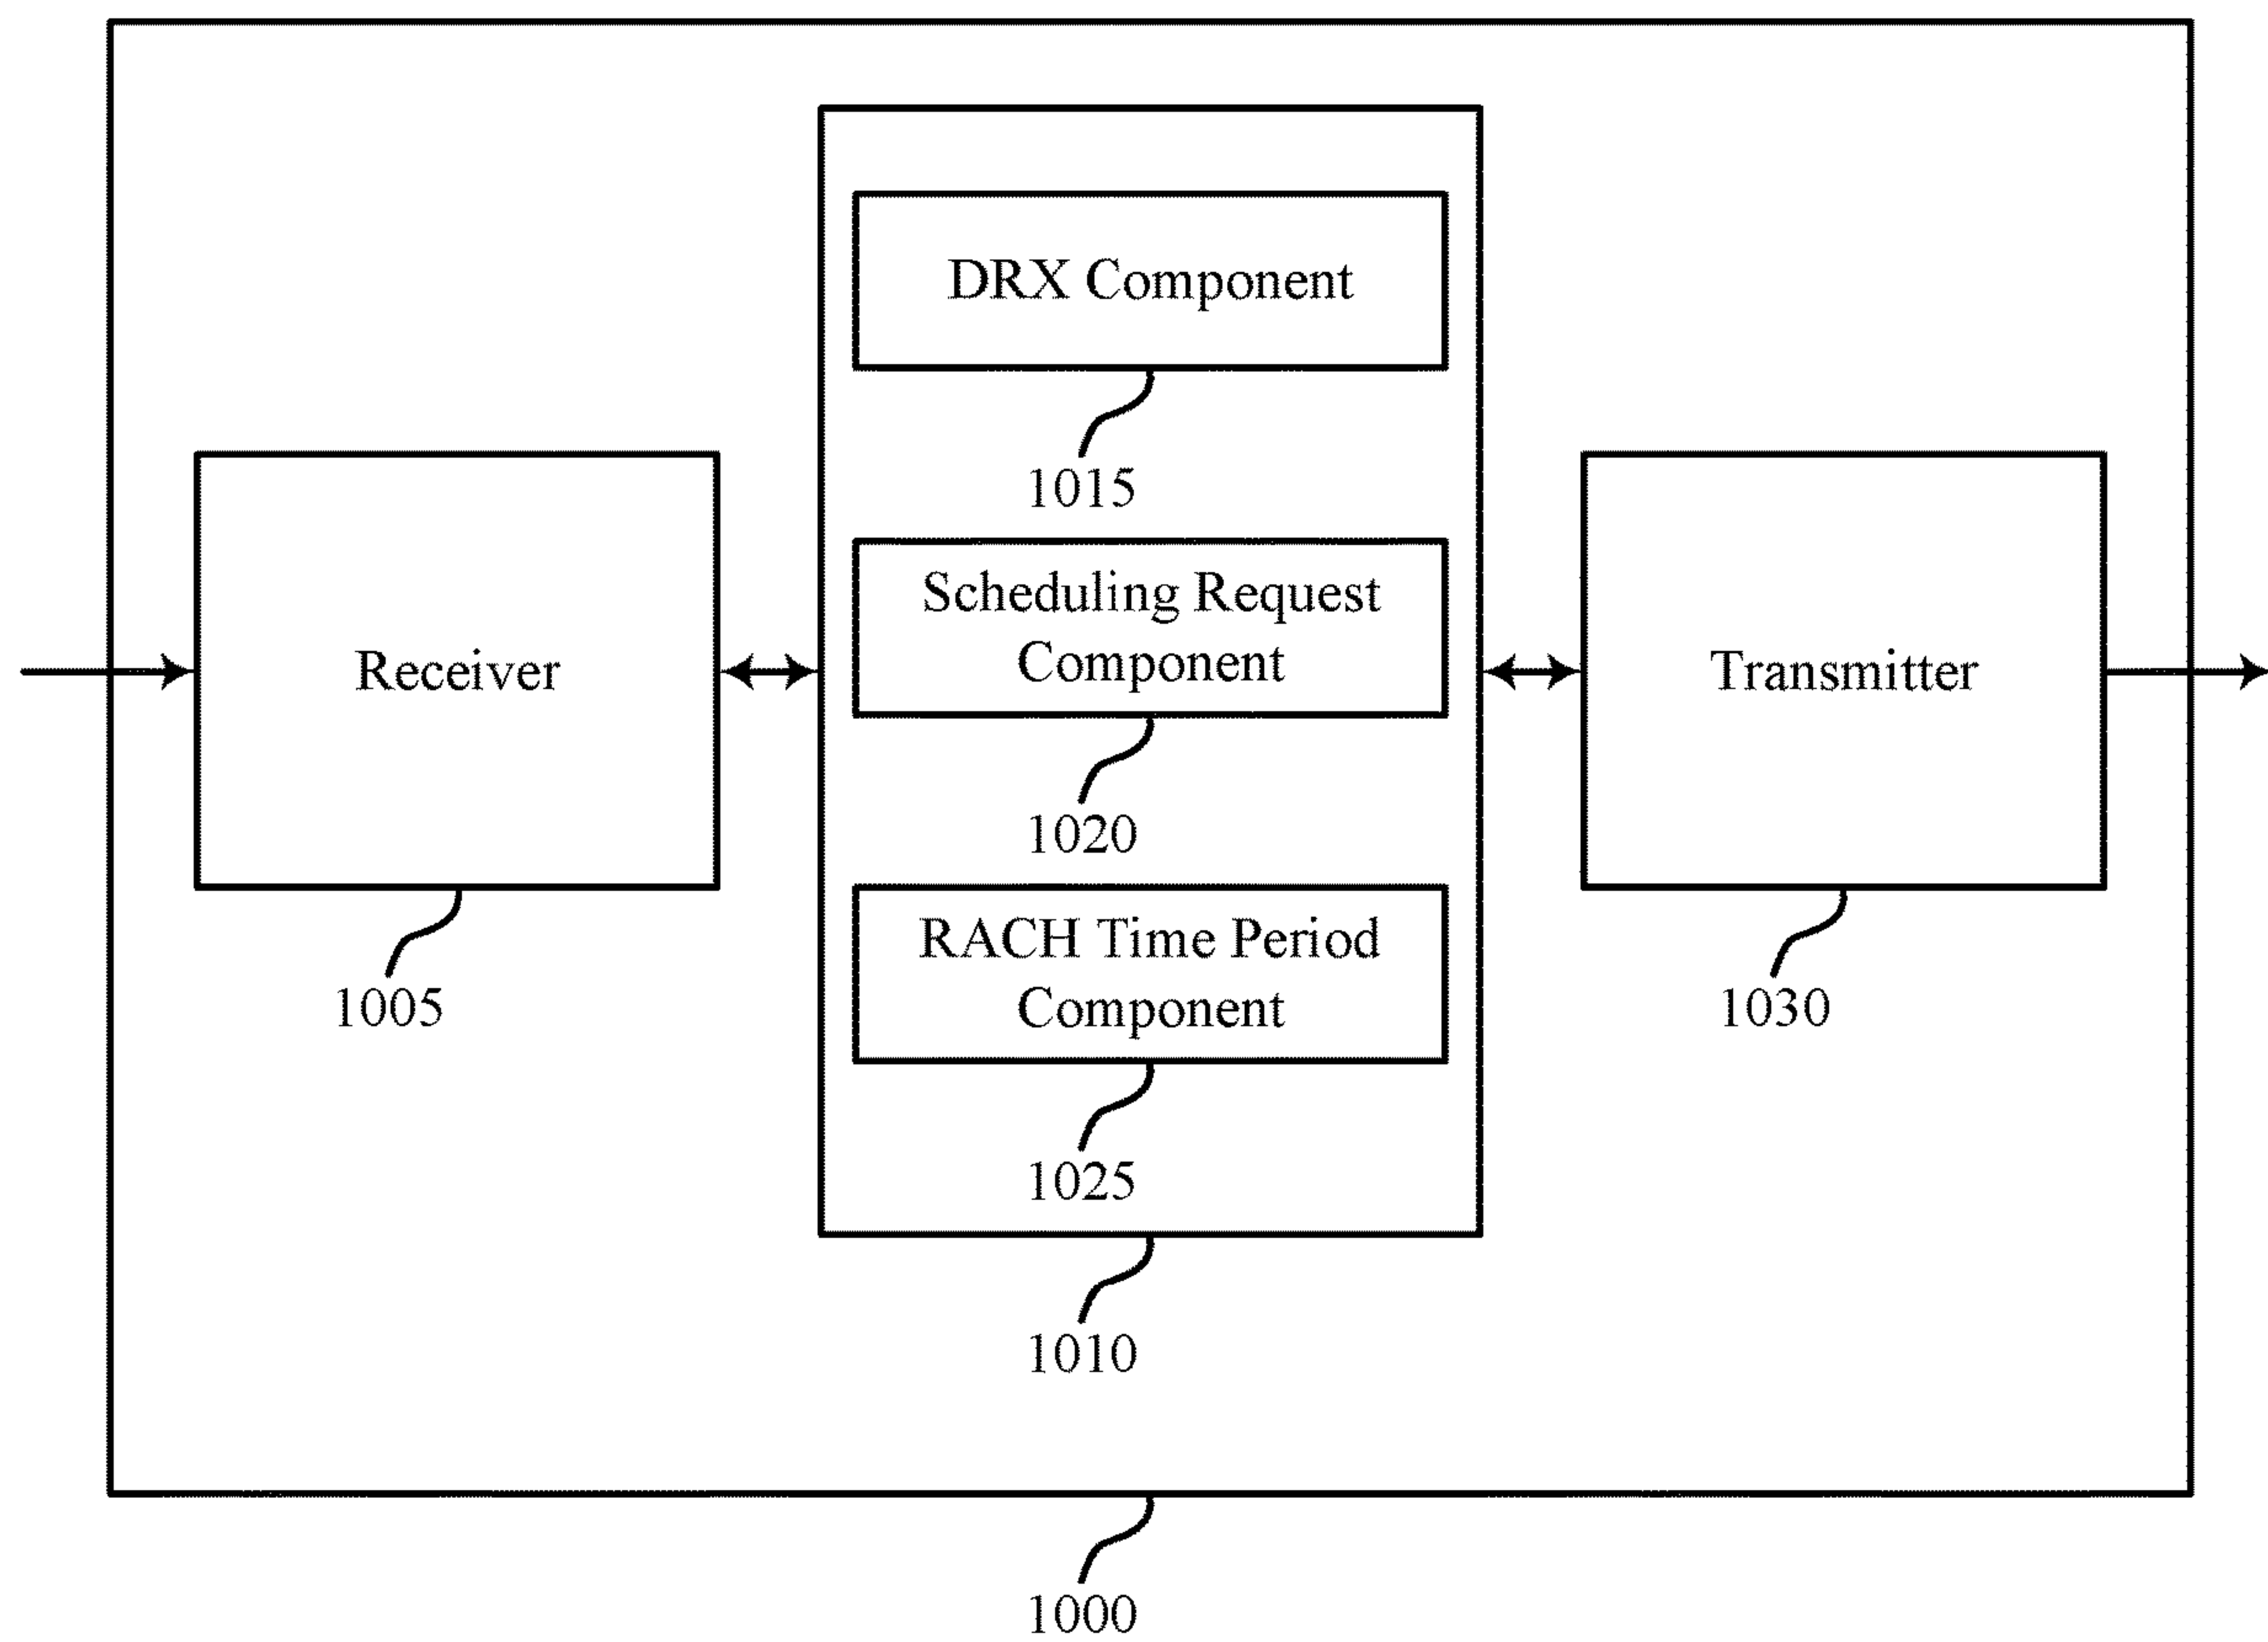 DRX Component
1015
Receiver
1005
Scheduling Request
Component
1020
RACH Time Period
Component
1025
Transmitter
1030
1010
1000